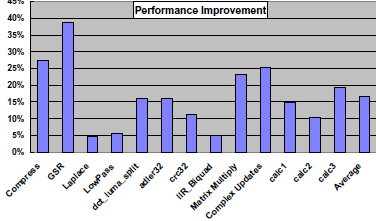 Performance Improvement
45%
40%
35%
30%
25%
20%
15%
10%
5%
0%
Compress
GSR
Laplace
LowPass
dct_luma_split
adler32
crc32
IIR_Biquad
Matrix Multiply
Complex Updates
calc1
calc2
calc3
Average